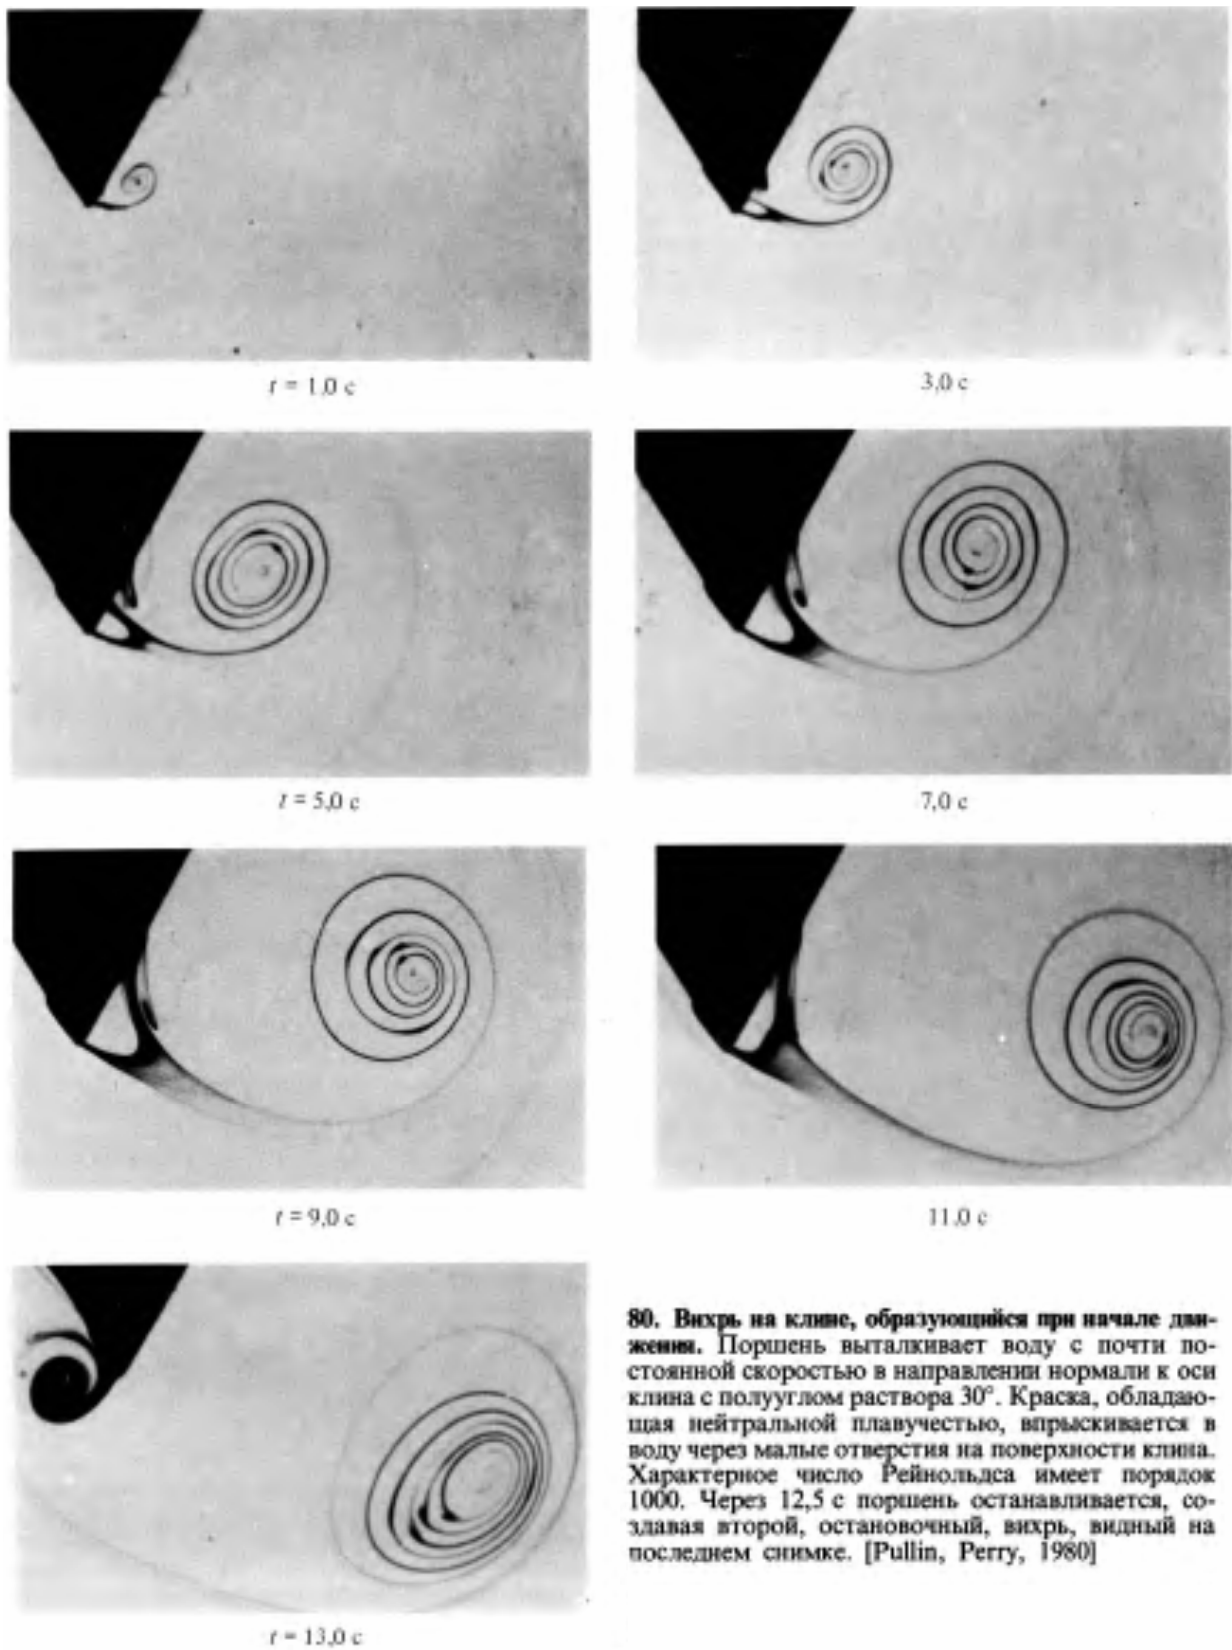 t = 1,0 с
3,0 с
t = 5,0 с
7,0 с
t = 9,0 с
11,0 с
t = 13,0 с
80. Вихрь на клине, образующийся при начале дви-
жения. Поршень выталкивает воду с почти по-
стоянной скоростью в направлении нормали к оси
клина с полууглом раствора 30°. Краска, обладаю-
щая нейтральной плавучестью, впрыскивается в
воду через малые отверстия на поверхности клина.
Характерное число Рейнольдса имеет порядок
1000. Через 12,5 с поршень останавливается, со-
здавая второй, остановочный, вихрь, видный на
последнем снимке. [Pullin, Perry, 1980]